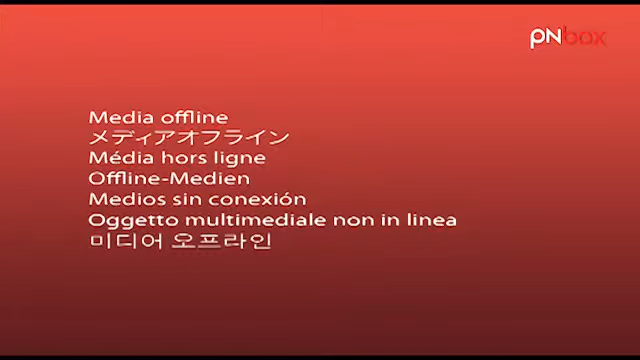 PNbox
Media offline
メディアオフライン
Média hors ligne
Offline-Medien
Medios sin conexión
Oggetto multimediale non in linea
미디어 오프라인